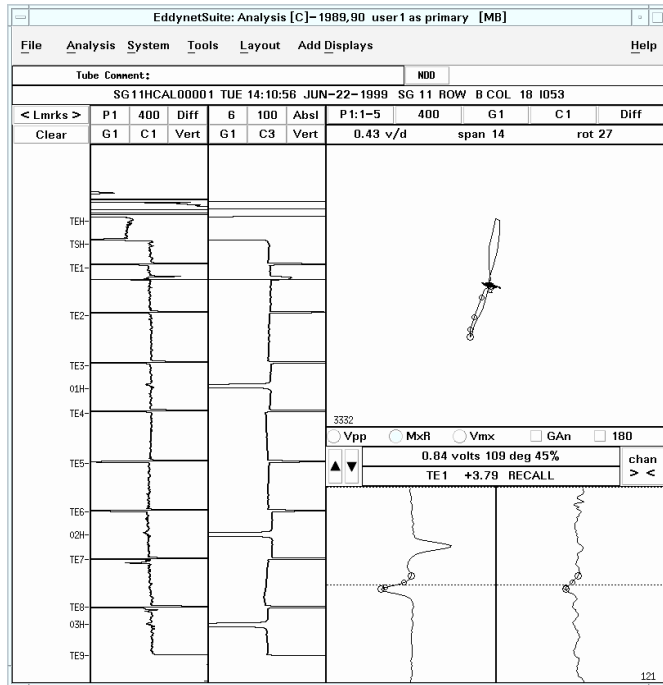 EddynetSuite: Analysis [C]-1989,90 user1 as primary [MB]
File Analysis System Tools Layout Add Displays Help
Tube Comment: NDD
SG11HCAL00001 TUE 14:10:56 JUN-22-1999 SG 11 ROW B COL 18 I053
< Lmrks > P1 400 Diff 6 100 Absl P1:1-5 400 G1 C1 Diff
Clear G1 C1 Vert G1 C3 Vert 0.43 v/d span 14 rot 27
TEH
TSH
TE1
TE2
TE3
01H
TE4
TE5
TE6
02H
TE7
TE8
03H
TE9
3332
Vpp MxR Vmx GAn 180
0.84 volts 109 deg 45% chan
TE1 +3.79 RECALL > <
121